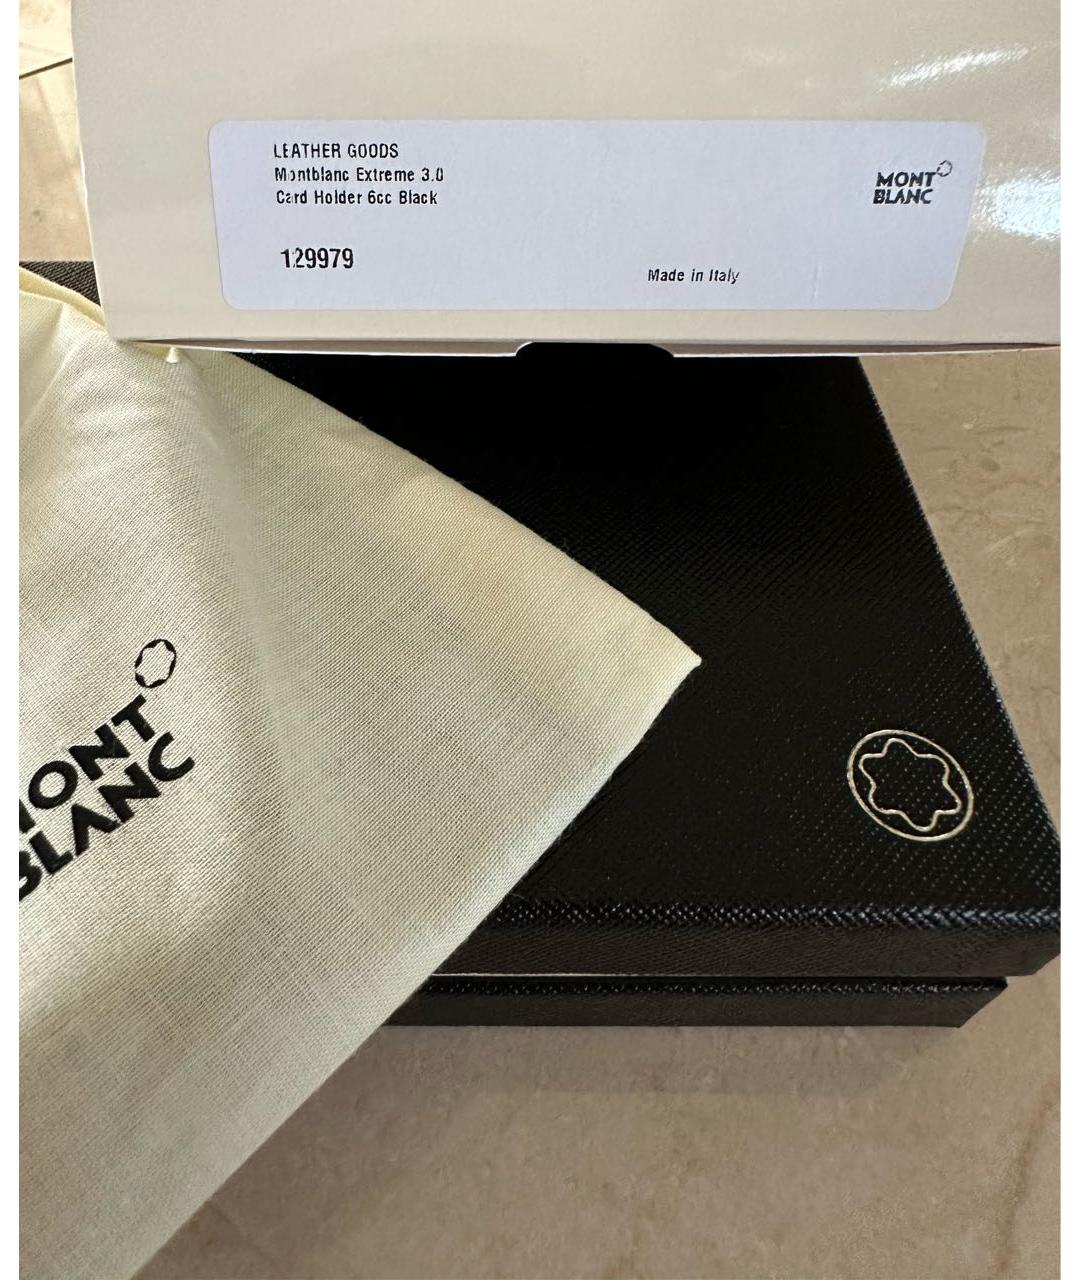 LEATHER GOODS
Montblanc Extreme 3.0
Card Holder 6cc Black
129979
Made in Italy
MONT
BLANC
MONT
BLANC